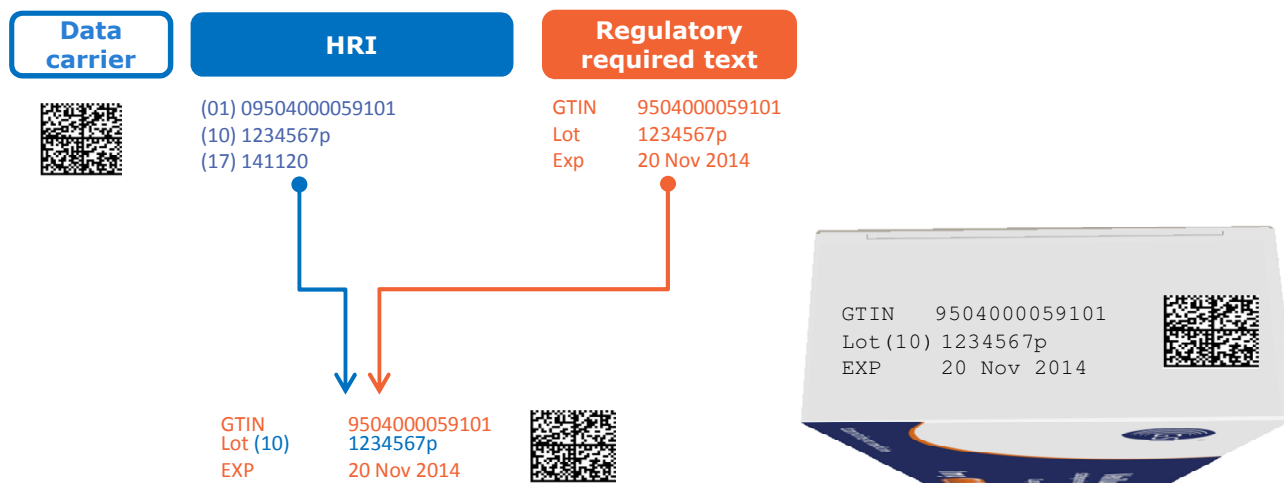 Data
carrier
HRI
Regulatory
required text
(01) 09504000059101
(10) 1234567p
(17) 141120
GTIN 9504000059101
Lot 1234567p
Exp 20 Nov 2014
GTIN 9504000059101
Lot (10) 1234567p
EXP 20 Nov 2014
GTIN 9504000059101
Lot(10) 1234567p
EXP 20 Nov 2014